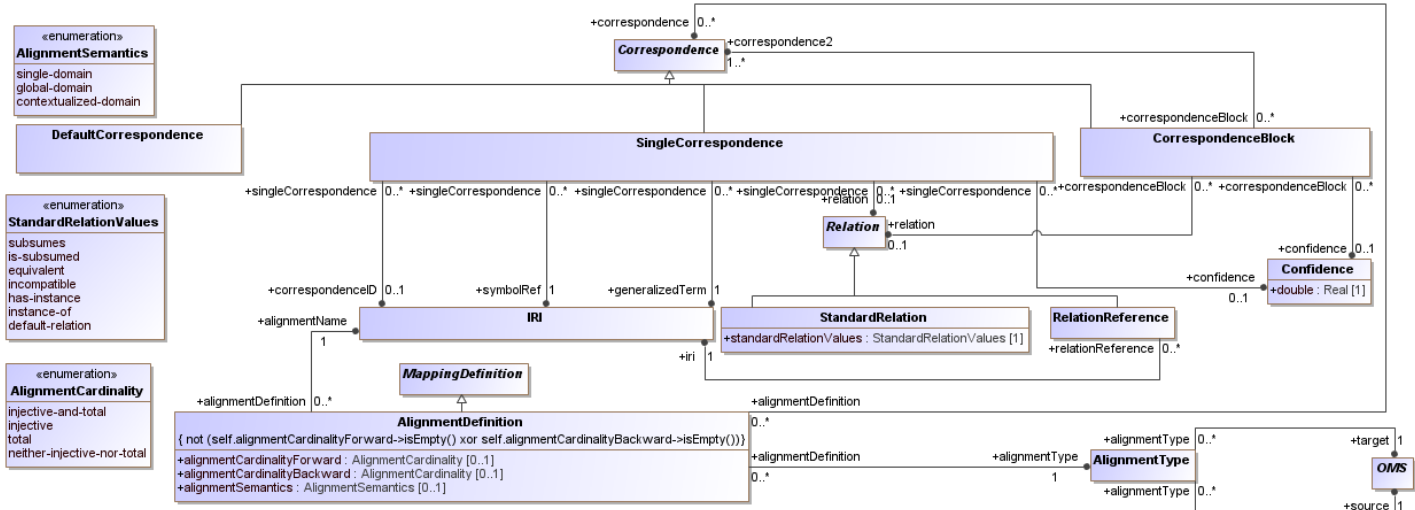 +correspondence 0..*
«enumeration»
AlignmentSemantics
single-domain
global-domain
contextualized-domain
Correspondence
+correspondence2
1..*
DefaultCorrespondence
SingleCorrespondence
+correspondenceBlock 0..*
CorrespondenceBlock
+singleCorrespondence 0..*
+singleCorrespondence 0..*
+singleCorrespondence 0..*
+singleCorrespondence 0..*
+singleCorrespondence 0..*
+correspondenceBlock 0..*
+correspondenceBlock 0..*
«enumeration»
StandardRelationValues
subsumes
is-subsumed
equivalent
incompatible
has-instance
instance-of
default-relation
+relation 0..1
Relation
+relation
0..1
+confidence 0..1
Confidence
+double : Real [1]
+confidence
0..1
+correspondenceID 0..1
+symbolRef 1
+generalizedTerm 1
IRI
StandardRelation
+standardRelationValues : StandardRelationValues [1]
RelationReference
+relationReference 0..*
+alignmentName
1
+iri 1
«enumeration»
AlignmentCardinality
injective-and-total
injective
total
neither-injective-nor-total
MappingDefinition
+alignmentDefinition 0..*
AlignmentDefinition
{ not (self.alignmentCardinalityForward->isEmpty() xor self.alignmentCardinalityBackward->isEmpty())}
+alignmentCardinalityForward : AlignmentCardinality [0..1]
+alignmentCardinalityBackward : AlignmentCardinality [0..1]
+alignmentSemantics : AlignmentSemantics [0..1]
+alignmentDefinition
0..*
+alignmentDefinition
0..*
+alignmentType
1
+alignmentType 0..*
AlignmentType
+alignmentType 0..*
+target 1
OMS
+source 1